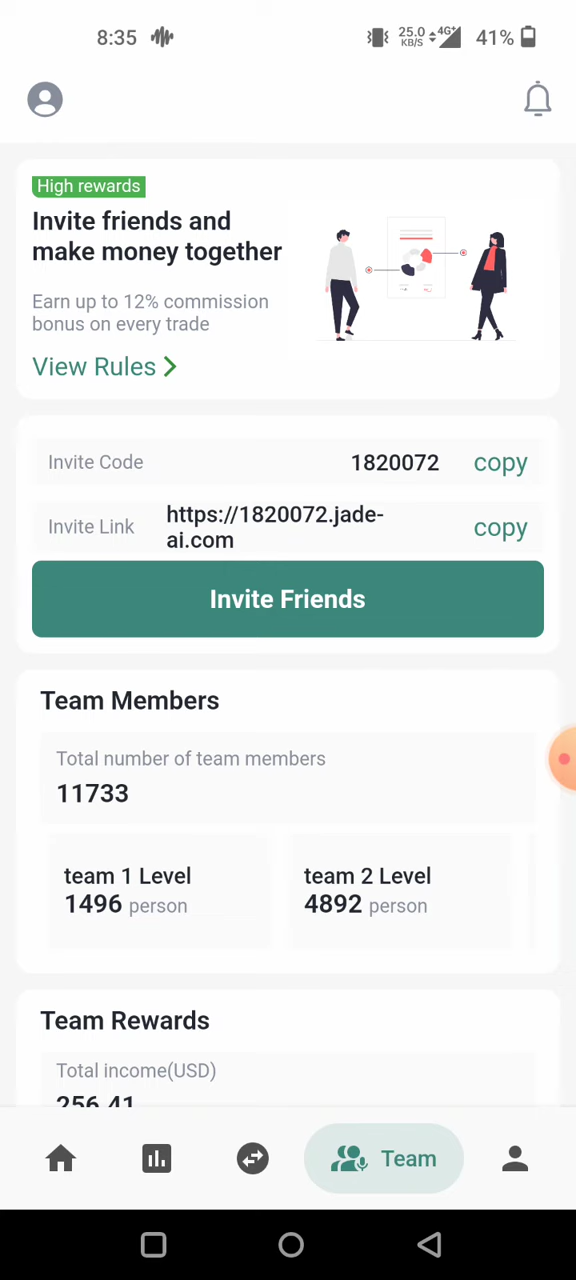 8:35 25.0 KB/S 4G+ 41%
High rewards
Invite friends and
make money together
Earn up to 12% commission
bonus on every trade
View Rules
Invite Code 1820072 copy
Invite Link https://1820072.jade-
ai.com copy
Invite Friends
Team Members
Total number of team members
11733
team 1 Level team 2 Level
1496 person 4892 person
Team Rewards
Total income(USD)
256.41
Team